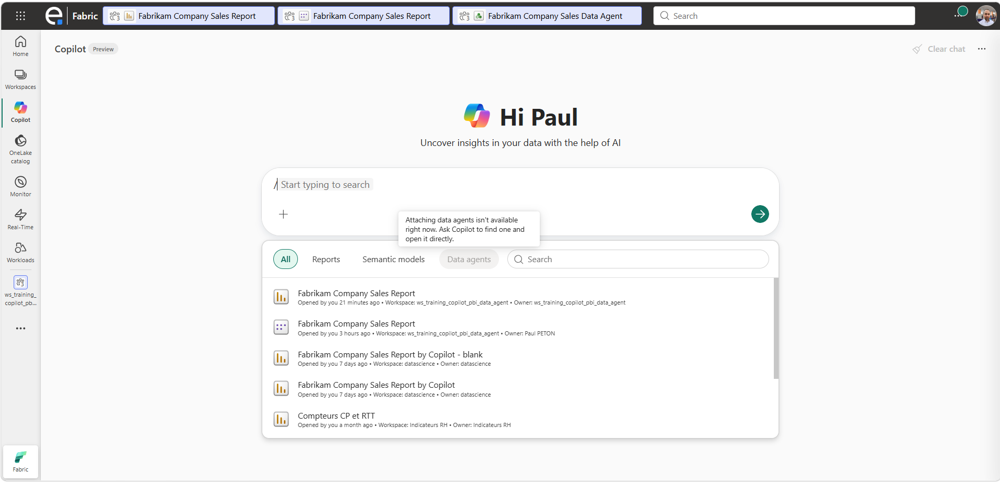 Fabric
Fabrikam Company Sales Report
Fabrikam Company Sales Report
Fabrikam Company Sales Data Agent
Search
Home
Workspaces
Copilot
OneLake
catalog
Monitor
Real-Time
Workloads
ws_training_
copilot_pb...
Fabric
Copilot Preview
Clear chat
Hi Paul
Uncover insights in your data with the help of AI
/ Start typing to search
Attaching data agents isn't available
right now. Ask Copilot to find one and
open it directly.
All Reports Semantic models Data agents Search
Fabrikam Company Sales Report
Opened by you 21 minutes ago • Workspace: ws_training_copilot_pbi_data_agent • Owner: ws_training_copilot_pbi_data_agent
Fabrikam Company Sales Report
Opened by you 3 hours ago • Workspace: ws_training_copilot_pbi_data_agent • Owner: Paul PETON
Fabrikam Company Sales Report by Copilot - blank
Opened by you 7 days ago • Workspace: datascience • Owner: datascience
Fabrikam Company Sales Report by Copilot
Opened by you 7 days ago • Workspace: datascience • Owner: datascience
Compteurs CP et RTT
Opened by you a month ago • Workspace: Indicateurs RH • Owner: Indicateurs RH